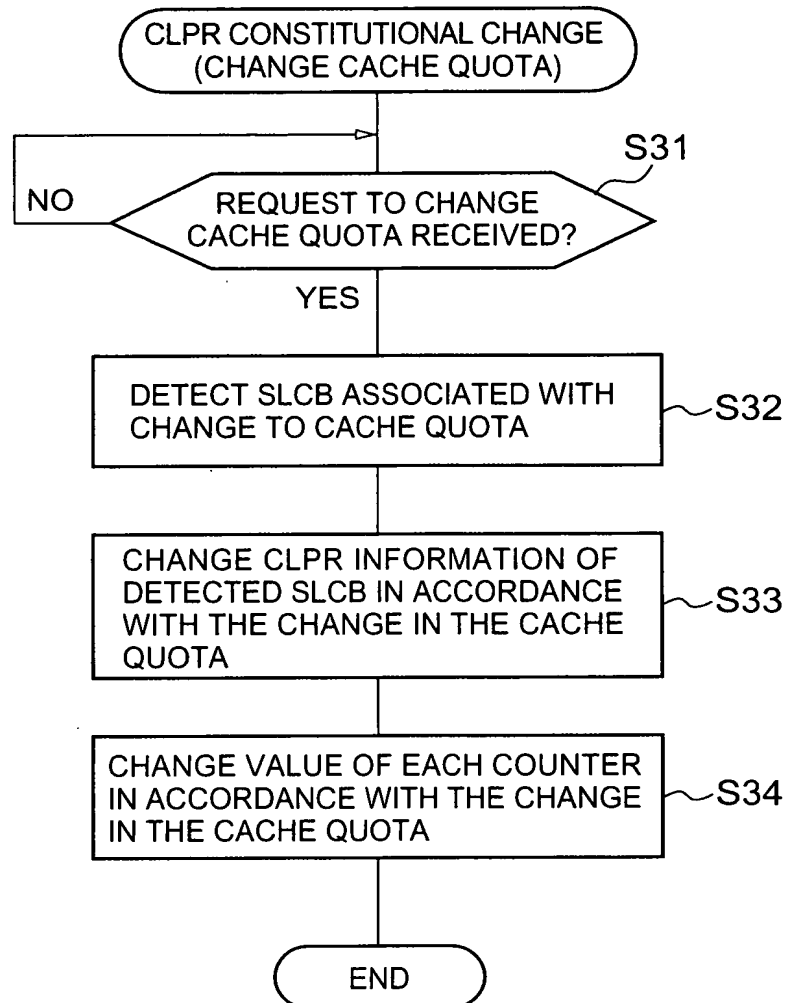 CLPR CONSTITUTIONAL CHANGE
(CHANGE CACHE QUOTA)
S31
NO
REQUEST TO CHANGE
CACHE QUOTA RECEIVED?
YES
DETECT SLCB ASSOCIATED WITH
CHANGE TO CACHE QUOTA
S32
CHANGE CLPR INFORMATION OF
DETECTED SLCB IN ACCORDANCE
WITH THE CHANGE IN THE CACHE
QUOTA
S33
CHANGE VALUE OF EACH COUNTER
IN ACCORDANCE WITH THE CHANGE
IN THE CACHE QUOTA
S34
END